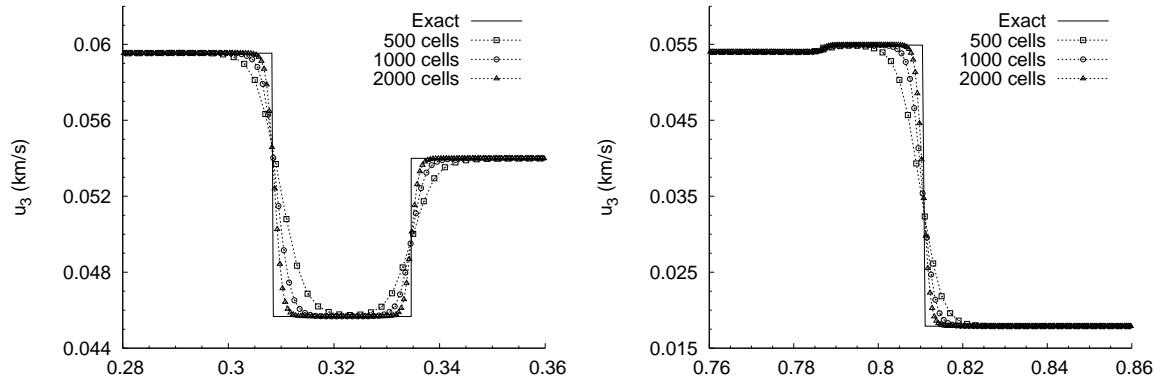 Exact
500 cells
1000 cells
2000 cells
u3 (km/s)
0.06
0.056
0.052
0.048
0.044
0.28 0.3 0.32 0.34 0.36
Exact
500 cells
1000 cells
2000 cells
u3 (km/s)
0.055
0.045
0.035
0.025
0.015
0.76 0.78 0.8 0.82 0.84 0.86